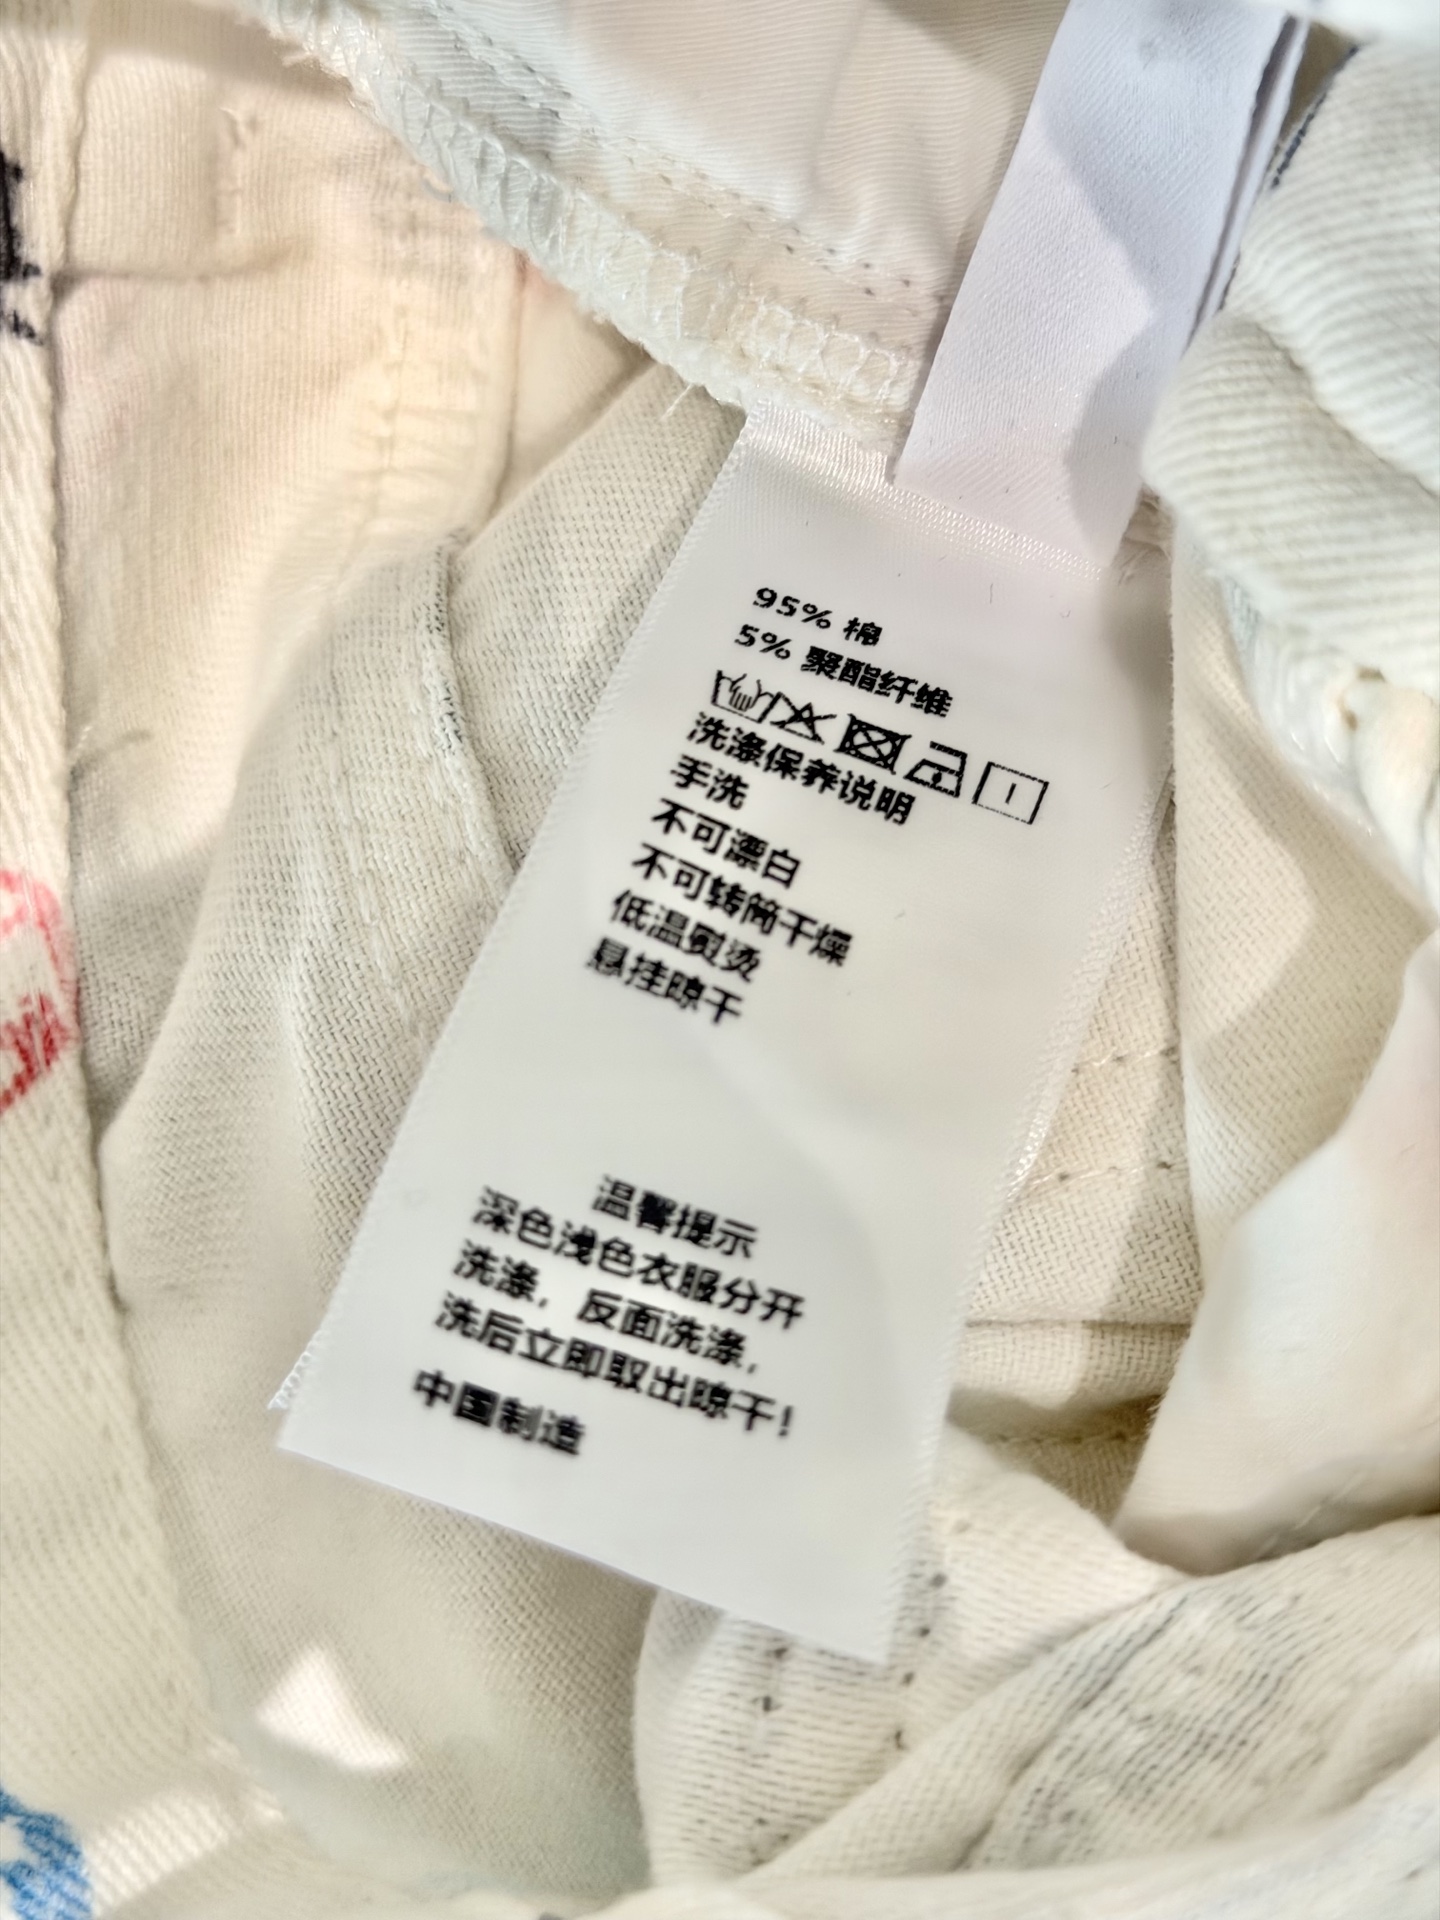 95% 棉
5% 聚酯纤维
洗涤保养说明
手洗
不可漂白
不可转筒干燥
低温熨烫
悬挂晾干
温馨提示
深色浅色衣服分开
洗涤，反面洗涤，
洗后立即取出晾干！
中国制造